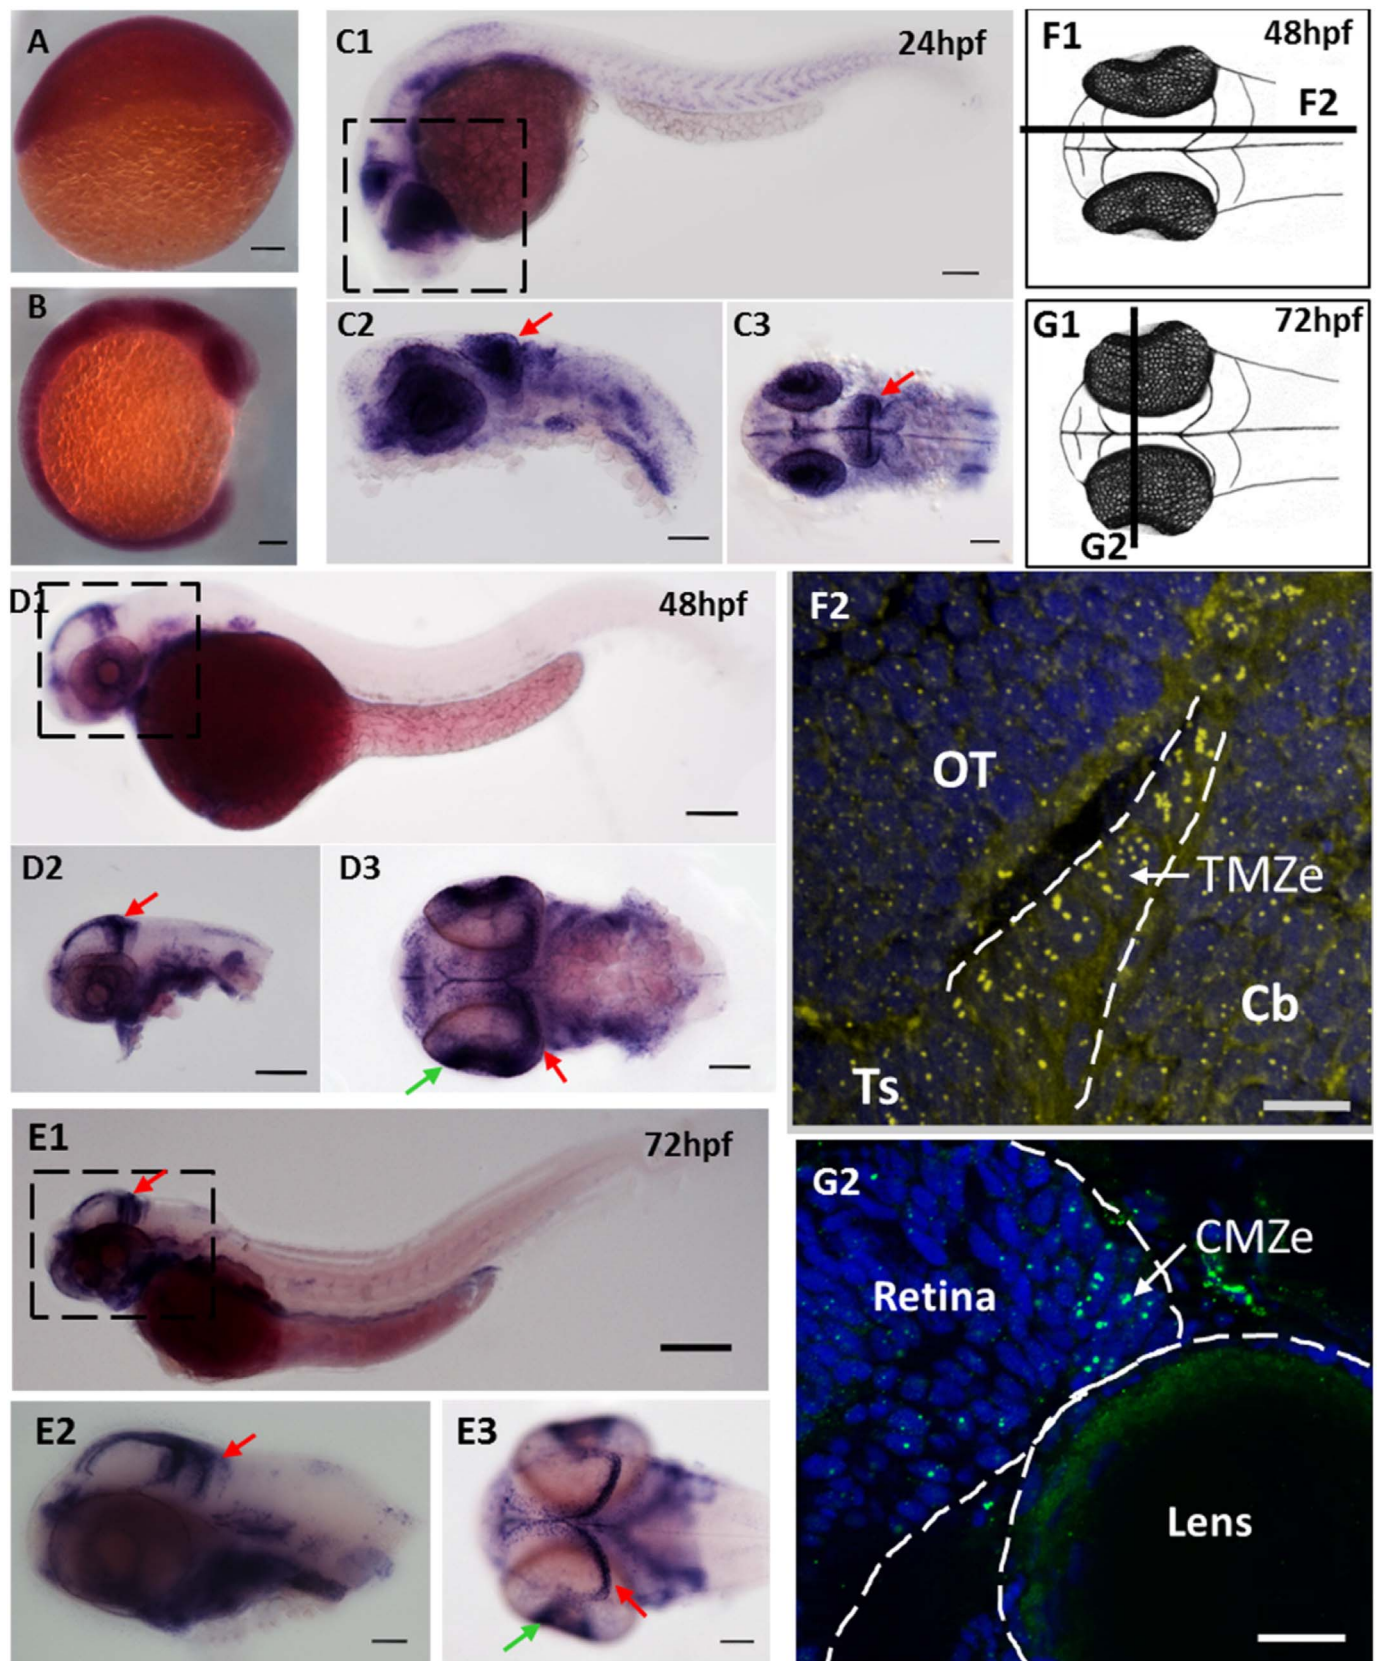 A
C1
24hpf
F1
48hpf
F2
B
C2
C3
G1
72hpf
G2
D1
48hpf
F2
OT
TMZe
Cb
Ts
D2
D3
E1
72hpf
G2
CMZe
Retina
Lens
E2
E3